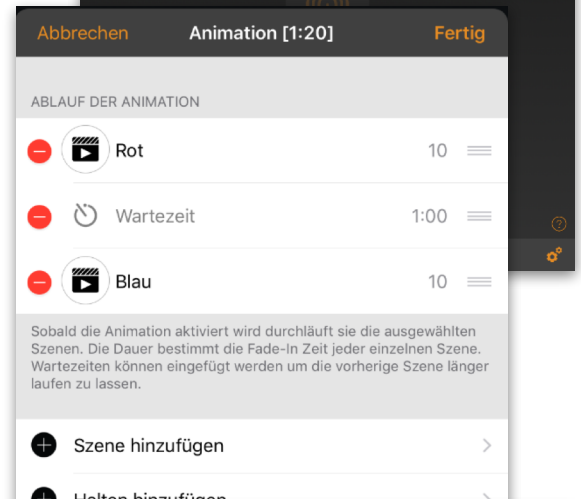 Abbrechen Animation [1:20] Fertig
ABLAUF DER ANIMATION
Rot 10
Wartezeit 1:00
Blau 10
Sobald die Animation aktiviert wird durchläuft sie die ausgewählten
Szenen. Die Dauer bestimmt die Fade-In Zeit jeder einzelnen Szene.
Wartezeiten können eingefügt werden um die vorherige Szene länger
laufen zu lassen.
Szene hinzufügen
Halten hinzufügen